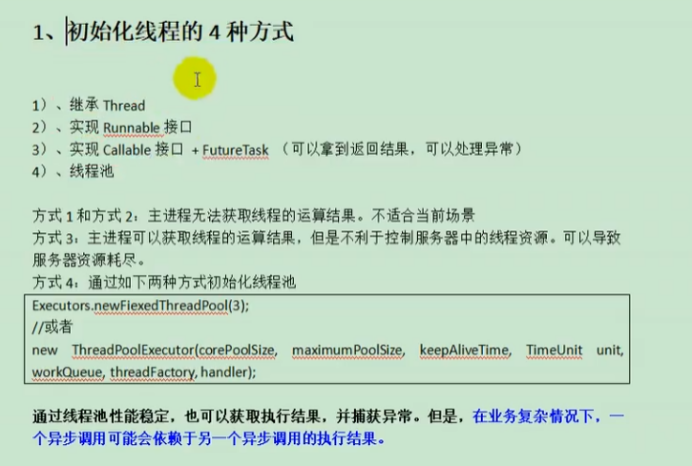 1、初始化线程的 4 种方式
1）、继承 Thread
2）、实现 Runnable 接口
3）、实现 Callable 接口 + FutureTask （可以拿到返回结果，可以处理异常）
4）、线程池
方式 1 和方式 2：主进程无法获取线程的运算结果。不适合当前场景
方式 3：主进程可以获取线程的运算结果，但是不利于控制服务器中的线程资源。可以导致
服务器资源耗尽。
方式 4：通过如下两种方式初始化线程池
Executors.newFiexedThreadPool(3);
//或者
new ThreadPoolExecutor(corePoolSize, maximumPoolSize, keepAliveTime, TimeUnit unit,
workQueue, threadFactory, handler);
通过线程池性能稳定，也可以获取执行结果，并捕获异常。但是，在业务复杂情况下，一
个异步调用可能会依赖于另一个异步调用的执行结果。